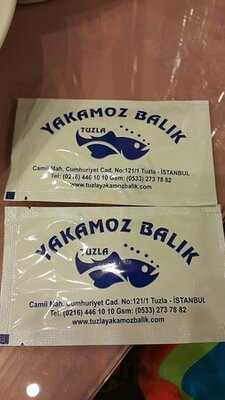 YAKAMOZ BALIK
TUZLA
Camii Mah. Cumhuriyet Cad. No:121/1 Tuzla - İSTANBUL
Tel: (0216) 446 10 10 Gsm: (0533) 273 78 82
www.tuzlayakamozbalik.com
YAKAMOZ BALIK
TUZLA
Camii Mah. Cumhuriyet Cad. No:121/1 Tuzla - İSTANBUL
Tel: (0216) 446 10 10 Gsm: (0533) 273 78 82
www.tuzlayakamozbalik.com